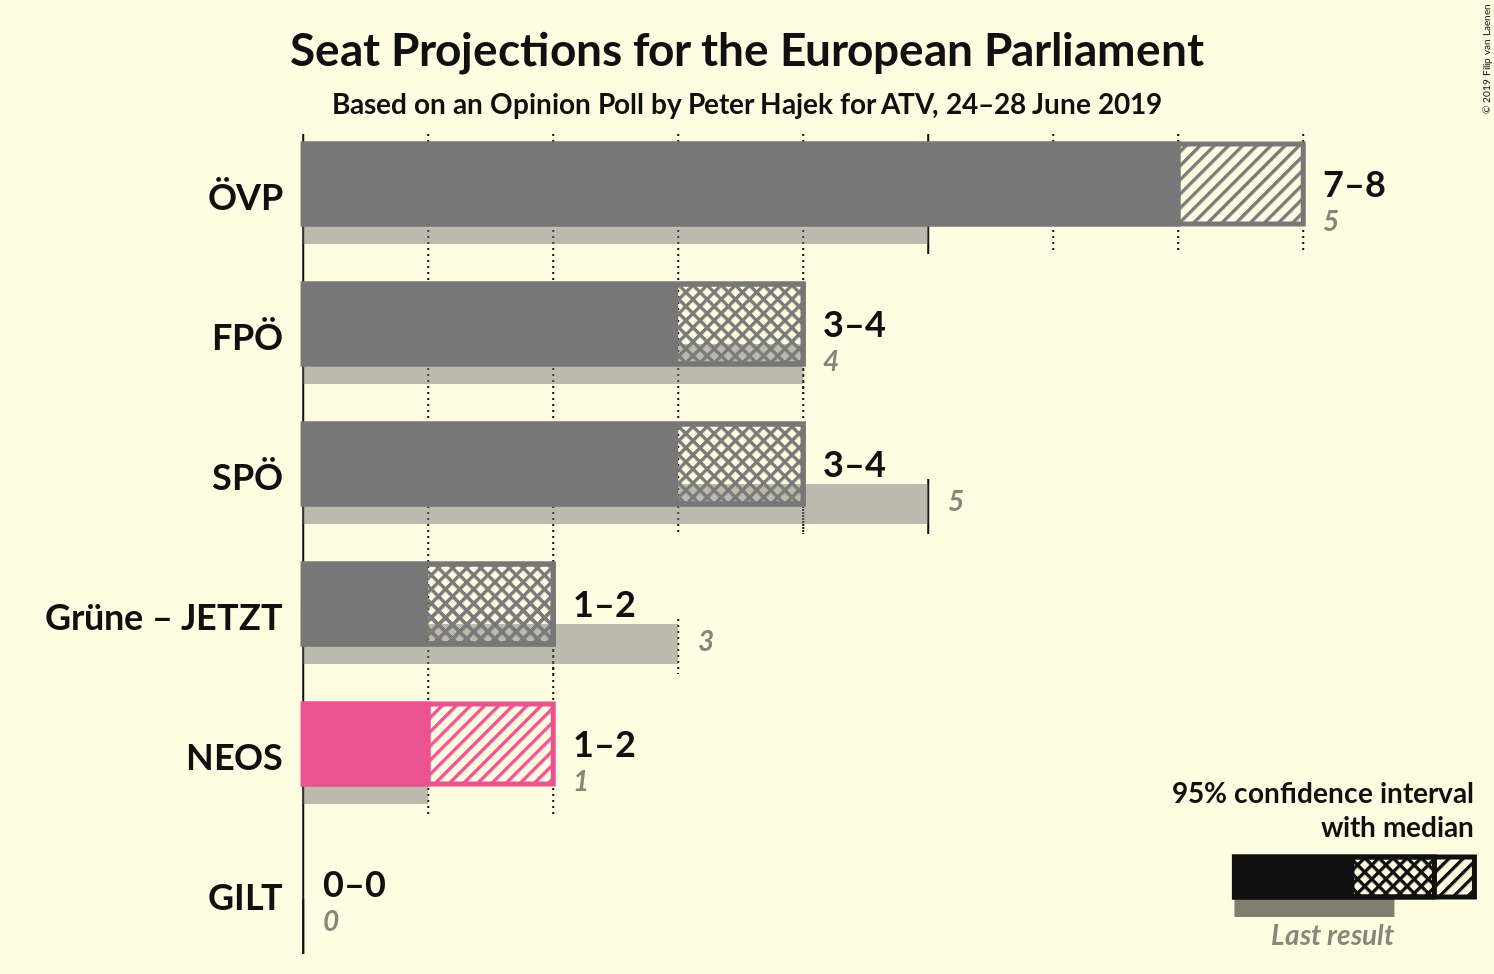 Seat Projections for the European Parliament
Based on an Opinion Poll by Peter Hajek for ATV, 24–28 June 2019
© 2019 Filip van Laenen
ÖVP
7–8
5
FPÖ
3–4
4
SPÖ
3–4
5
Grüne – JETZT
1–2
3
NEOS
1–2
1
GILT
0–0
0
95% confidence interval
with median
Last result